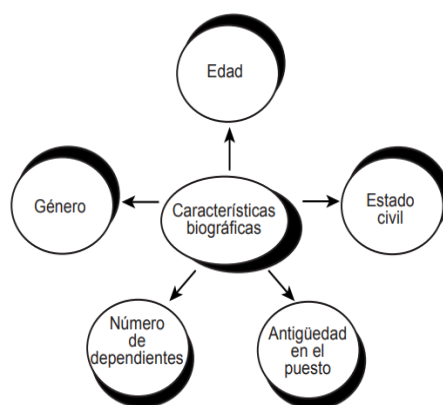 Edad
Género
Características
biográficas
Estado
civil
Número
de
dependientes
Antigüedad
en el
puesto